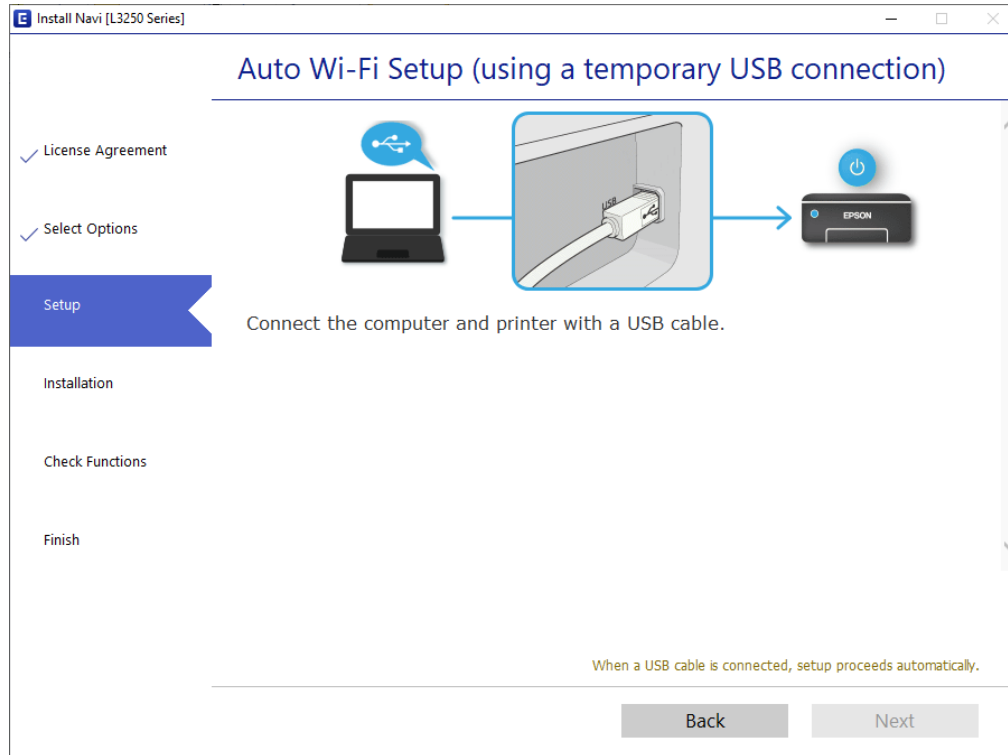 Install Navi [L3250 Series]
Auto Wi-Fi Setup (using a temporary USB connection)
License Agreement
Select Options
Setup
Installation
Check Functions
Finish
USB
EPSON
Connect the computer and printer with a USB cable.
When a USB cable is connected, setup proceeds automatically.
Back
Next